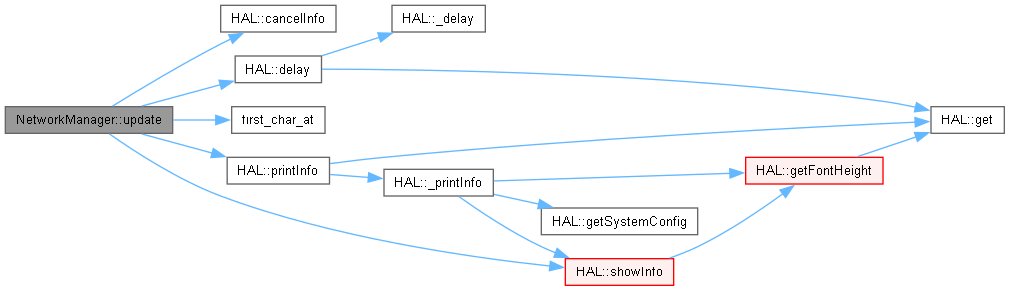 HAL::cancelInfo
HAL::_delay
HAL::delay
NetworkManager::update
first_char_at
HAL::get
HAL::printInfo
HAL::_printInfo
HAL::getFontHeight
HAL::getSystemConfig
HAL::showInfo